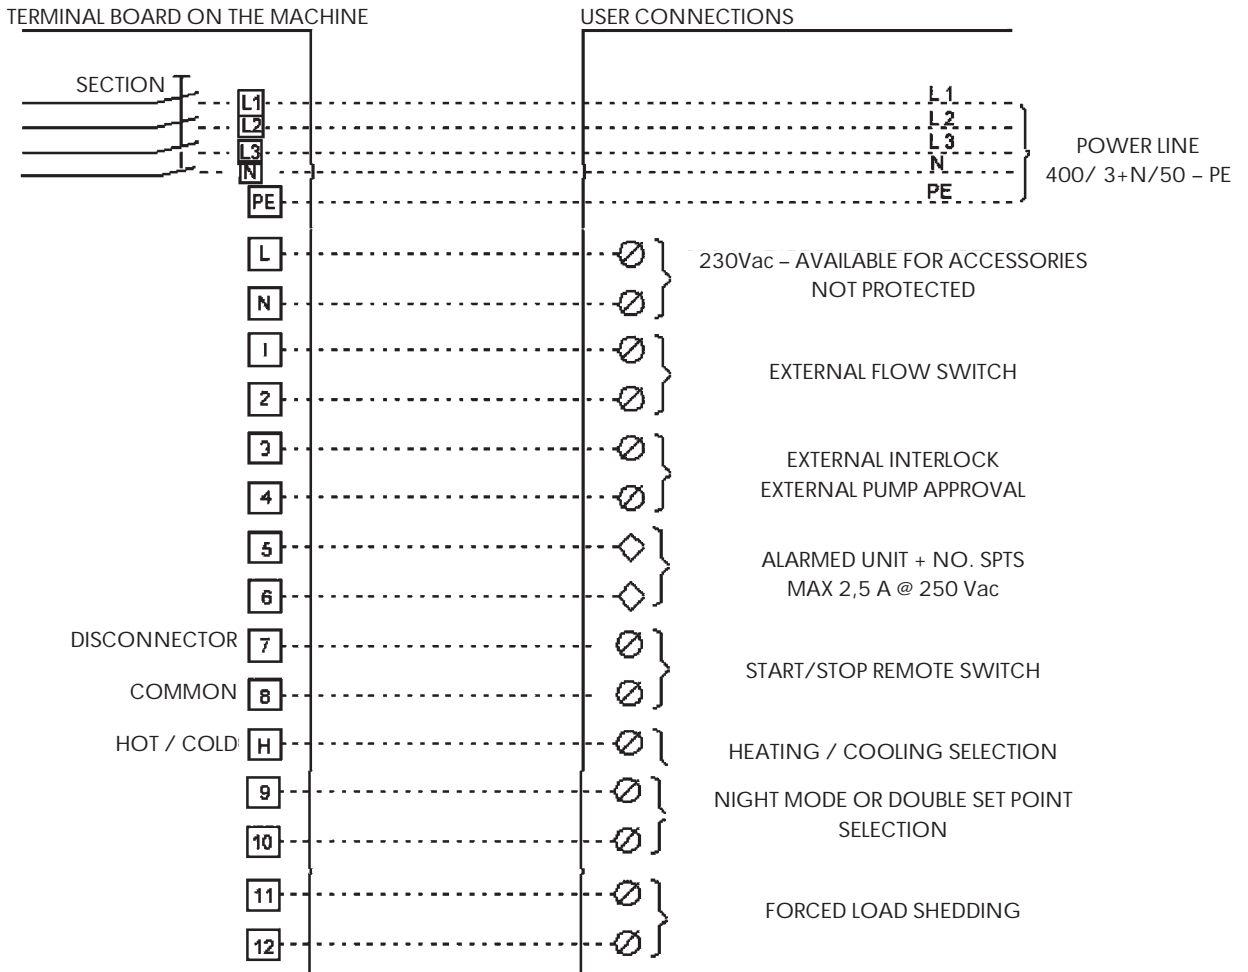 TERMINAL BOARD ON THE MACHINE USER CONNECTIONS
SECTION
L1 L1
L2 L2
L3 L3
N N
PE PE
POWER LINE
400/ 3+N/50 – PE
L
N
230Vac – AVAILABLE FOR ACCESSORIES
NOT PROTECTED
1
2
EXTERNAL FLOW SWITCH
3
4
EXTERNAL INTERLOCK
EXTERNAL PUMP APPROVAL
5
6
ALARMED UNIT + NO. SPTS
MAX 2,5 A @ 250 Vac
DISCONNECTOR 7
COMMON 8
START/STOP REMOTE SWITCH
HOT / COLD H
HEATING / COOLING SELECTION
9
10
NIGHT MODE OR DOUBLE SET POINT
SELECTION
11
12
FORCED LOAD SHEDDING